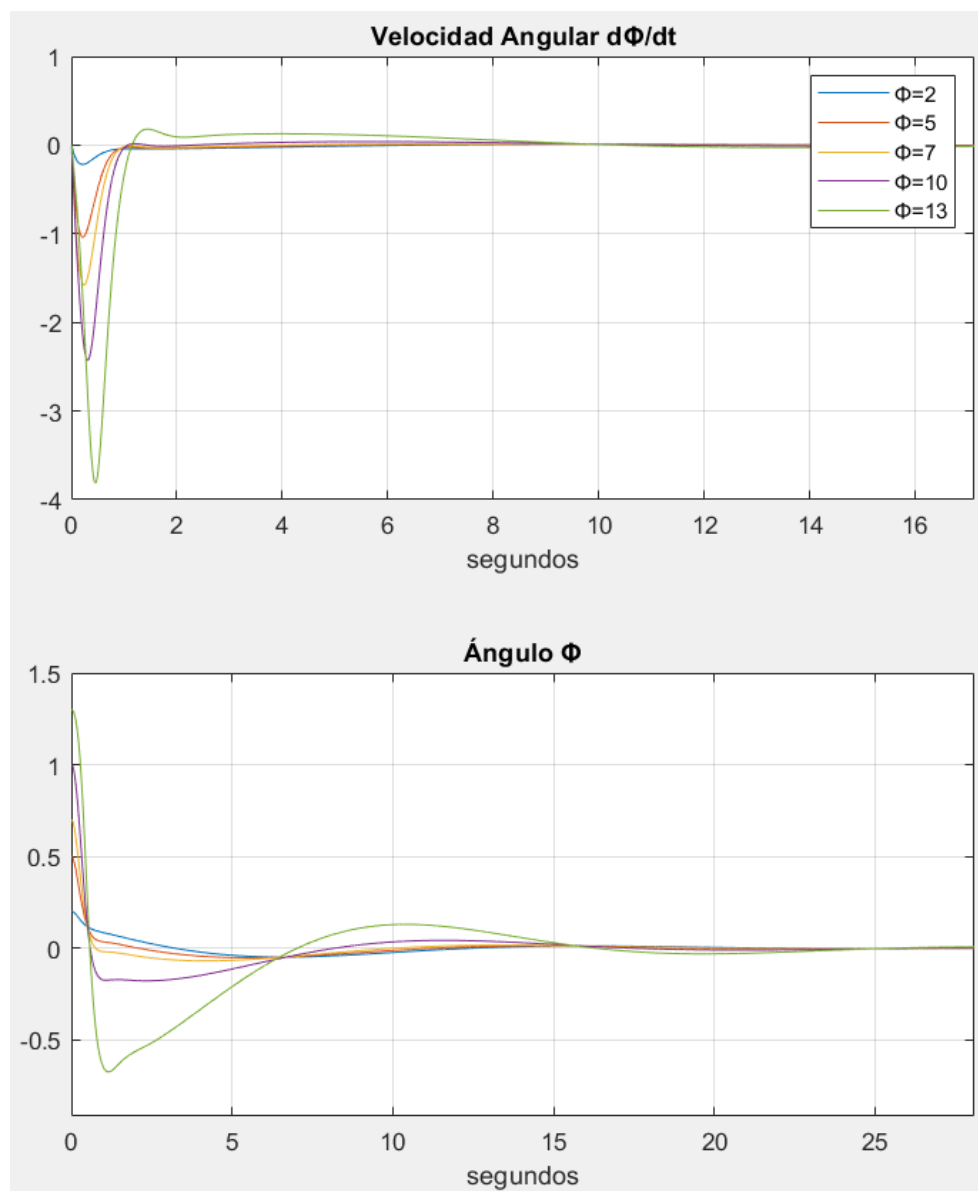 Velocidad Angular dΦ/dt
1
0
-1
-2
-3
-4
0 2 4 6 8 10 12 14 16
segundos
Φ=2
Φ=5
Φ=7
Φ=10
Φ=13
Ángulo Φ
1.5
1
0.5
0
-0.5
0 5 10 15 20 25
segundos